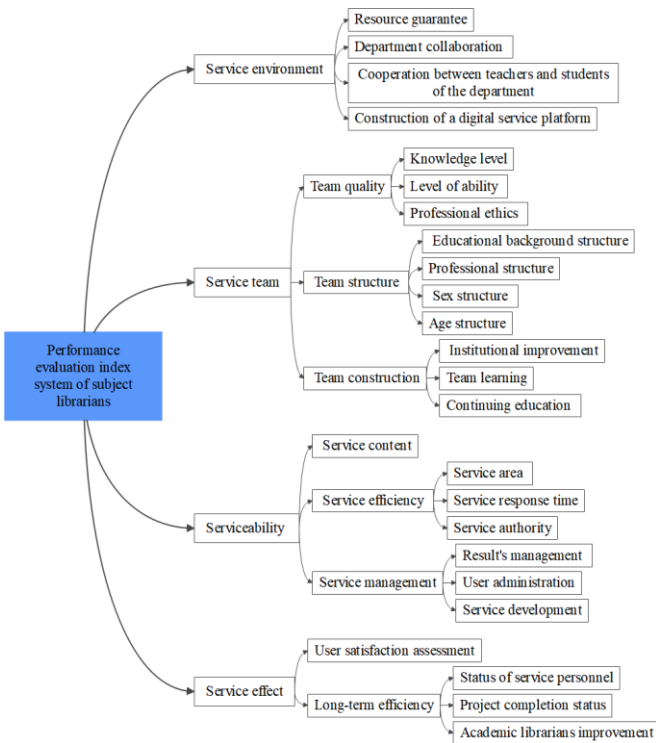 Performance
evaluation index
system of subject
librarians
Service environment
Resource guarantee
Department collaboration
Cooperation between teachers and students
of the department
Construction of a digital service platform
Service team
Team quality
Knowledge level
Level of ability
Professional ethics
Team structure
Educational background structure
Professional structure
Sex structure
Age structure
Team construction
Institutional improvement
Team learning
Continuing education
Serviceability
Service content
Service efficiency
Service area
Service response time
Service authority
Service management
Result's management
User administration
Service development
Service effect
User satisfaction assessment
Long-term efficiency
Status of service personnel
Project completion status
Academic librarians improvement